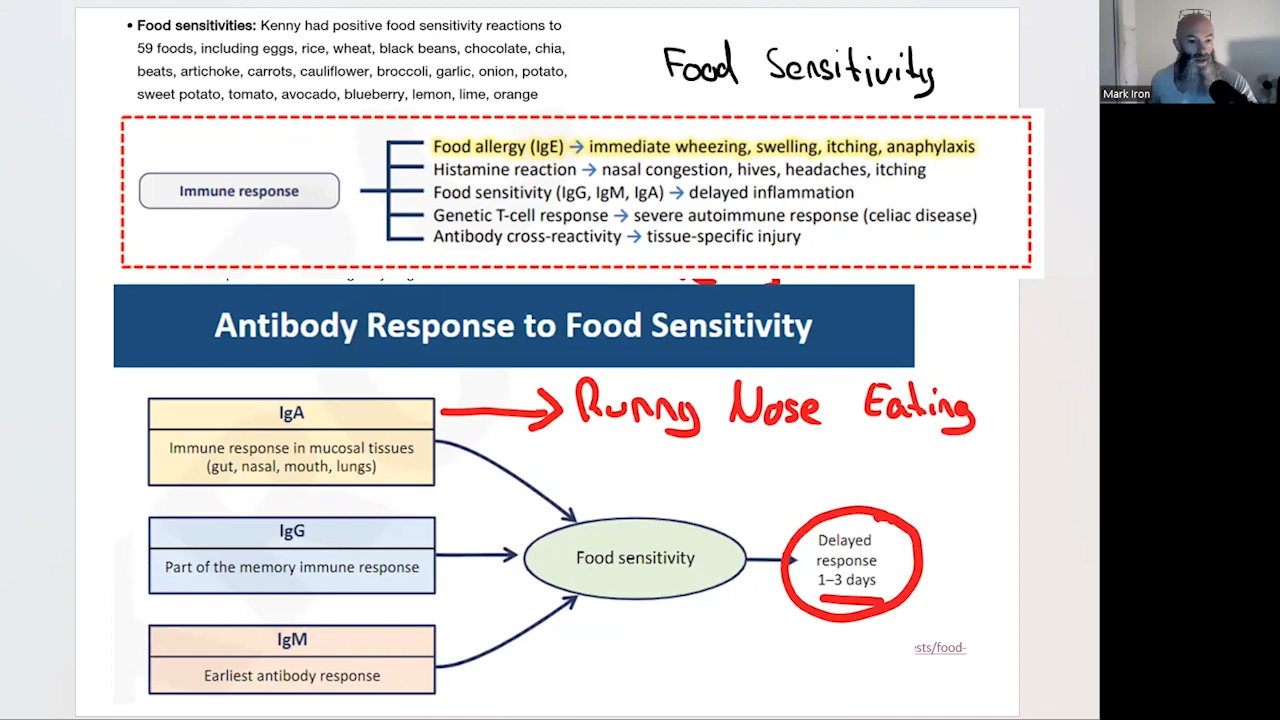 • Food sensitivities: Kenny had positive food sensitivity reactions to
59 foods, including eggs, rice, wheat, black beans, chocolate, chia,
beats, artichoke, carrots, cauliflower, broccoli, garlic, onion, potato,
sweet potato, tomato, avocado, blueberry, lemon, lime, orange
Food Sensitivity
Mark Iron
Immune response
Food allergy (IgE) → immediate wheezing, swelling, itching, anaphylaxis
Histamine reaction → nasal congestion, hives, headaches, itching
Food sensitivity (IgG, IgM, IgA) → delayed inflammation
Genetic T-cell response → severe autoimmune response (celiac disease)
Antibody cross-reactivity → tissue-specific injury
Antibody Response to Food Sensitivity
IgA
Immune response in mucosal tissues
(gut, nasal, mouth, lungs)
Runny Nose Eating
IgG
Part of the memory immune response
Food sensitivity
Delayed
response
1–3 days
IgM
Earliest antibody response
sts/food-